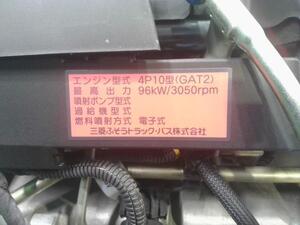 エンジン型式 4P10型(GAT2)
最高出力 96kW/3050rpm
噴射ポンプ型式
過給機型式
燃料噴射方式 電子式
三菱ふそうトラック・バス株式会社